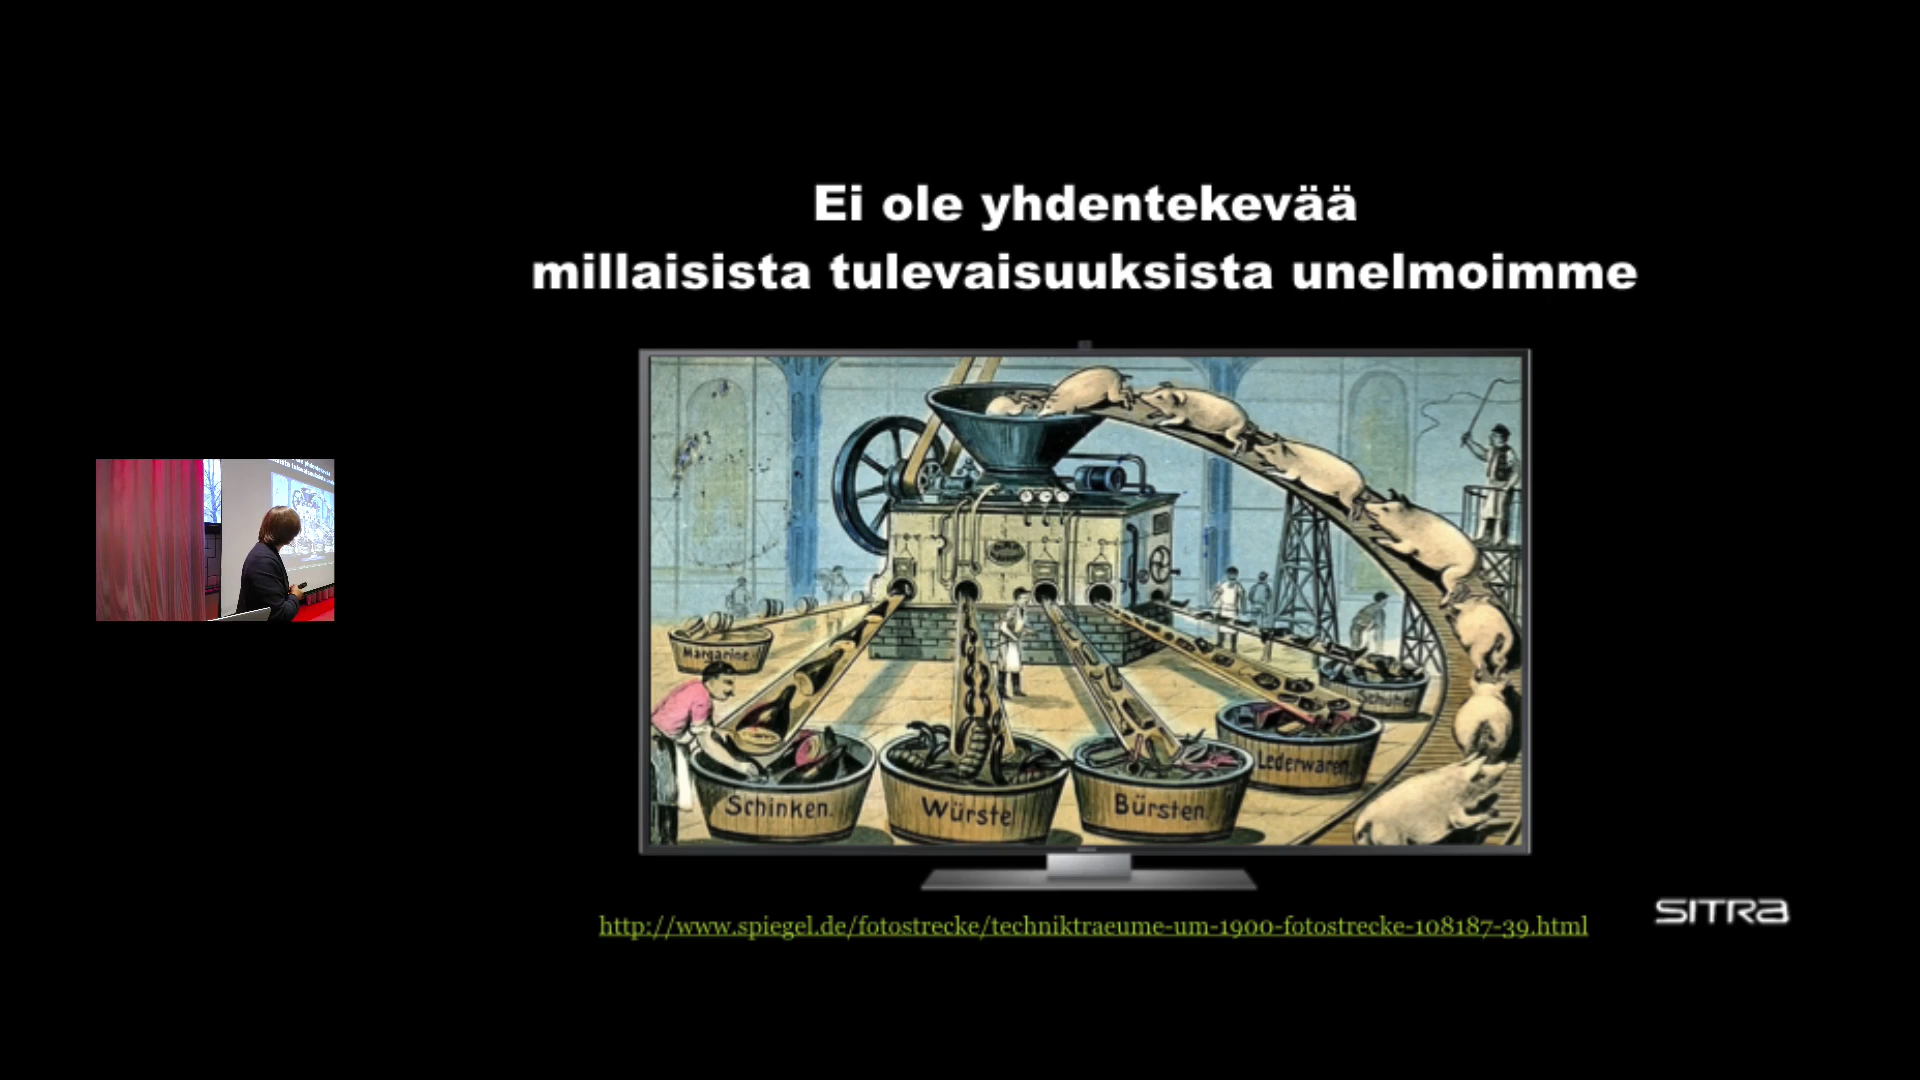 Ei ole yhdentekevää
millaisista tulevaisuuksista unelmoimme
Margarine.
Schuhe
Lederwaren.
Schinken.
Würste
Bürsten.
http://www.spiegel.de/fotostrecke/techniktraeume-um-1900-fotostrecke-108187-39.html
SITRA